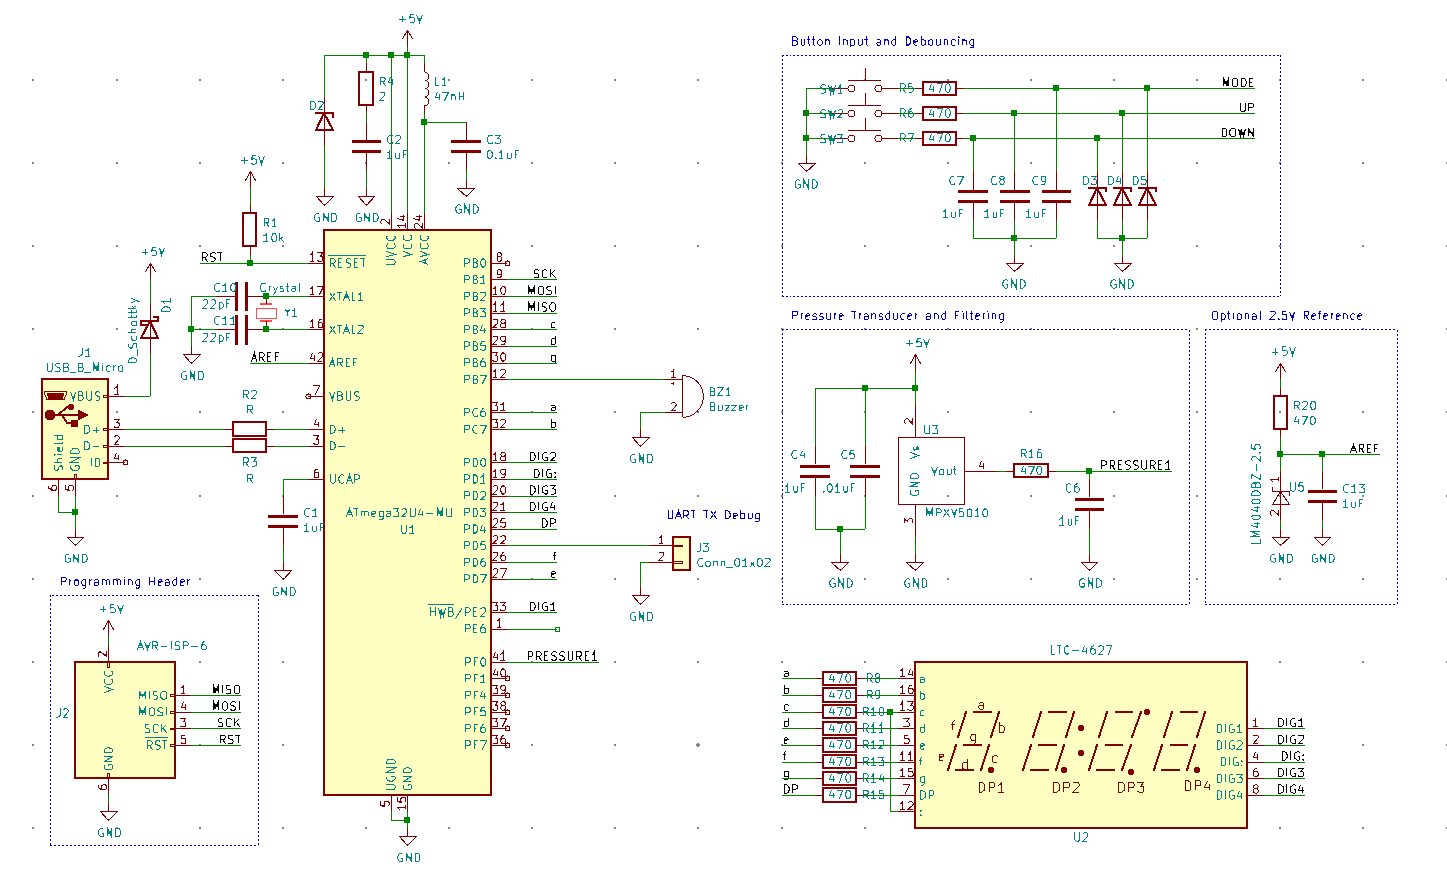 +5V
D2
R4
2
L1
47nH
C2
1uF
C3
0.1uF
GND
GND
GND
+5V
R1
10k
RST
2
14
24
UVCC
VCC
AVCC
13
RESET
17
XTAL1
16
XTAL2
42
AREF
AREF
7
VBUS
4
D+
3
D-
6
UCAP
C10
22pF
C11
22pF
Crystal
Y1
GND
+5V
D1
D_Schottky
J1
USB_B_Micro
VBUS
1
D+
3
D-
2
ID
4
Shield
GND
6
5
GND
R2
R
R3
R
C1
1uF
GND
ATmega32U4-MU
U1
PB0
8
PB1
9
SCK
PB2
10
MOSI
PB3
11
MISO
PB4
28
c
PB5
29
d
PB6
30
g
PB7
12
PC6
31
a
PC7
32
b
PD0
18
DIG2
PD1
19
DIG:
PD2
20
DIG3
PD3
21
DIG4
PD4
25
DP
PD5
22
PD6
26
f
PD7
27
e
HWB/PE2
33
DIG1
PE6
1
PF0
41
PRESSURE1
PF1
40
PF4
39
PF5
38
PF6
37
PF7
36
UGND
GND
5
15
GND
1
2
BZ1
Buzzer
GND
UART TX Debug
1
2
J3
Conn_01x02
GND
Programming Header
+5V
AVR-ISP-6
2
VCC
J2
MISO
1
MISO
MOSI
4
MOSI
SCK
3
SCK
RST
5
RST
GND
6
GND
Button Input and Debouncing
SW1
R5
470
MODE
SW2
R6
470
UP
SW3
R7
470
DOWN
GND
C7
1uF
C8
1uF
C9
1uF
D3
D4
D5
GND
GND
Pressure Transducer and Filtering
+5V
2
U3
C4
1uF
C5
.01uF
Vs
GND
Vout
4
3
MPXV5010
R16
470
PRESSURE1
C6
1uF
GND
GND
GND
Optional 2.5V Reference
+5V
R20
470
AREF
LM4040DBZ-2.5
1
2
U5
C13
1uF
GND
GND
LTC-4627
a
470
R8
14
a
b
470
R9
16
b
c
470
R10
13
c
d
470
R11
3
d
e
470
R12
5
e
f
470
R13
11
f
g
470
R14
15
g
DP
470
R15
7
DP
12
:
a
f
b
g
e
d
c
DP1
DP2
DP3
DP4
DIG1
1
DIG1
DIG2
2
DIG2
DIG:
4
DIG:
DIG3
6
DIG3
DIG4
8
DIG4
U2